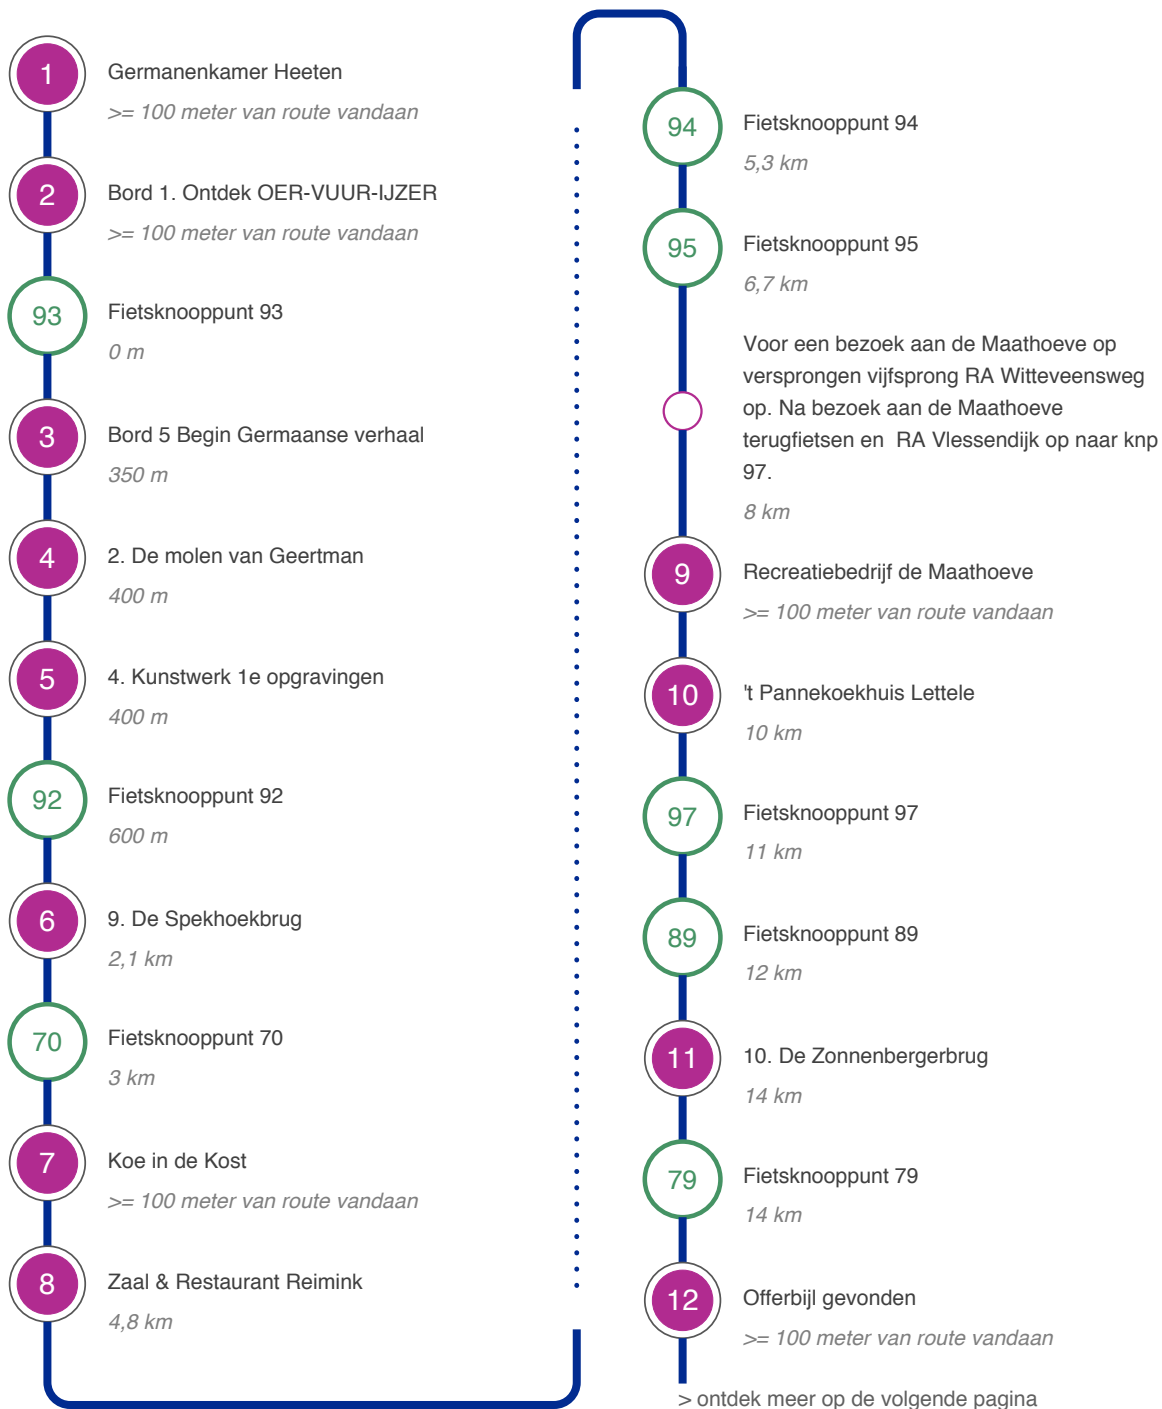 1
Germanenkamer Heeten
>= 100 meter van route vandaan
2
Bord 1. Ontdek OER-VUUR-IJZER
>= 100 meter van route vandaan
93
Fietsknooppunt 93
0 m
3
Bord 5 Begin Germaanse verhaal
350 m
4
2. De molen van Geertman
400 m
5
4. Kunstwerk 1e opgravingen
400 m
92
Fietsknooppunt 92
600 m
6
9. De Spekhoekbrug
2,1 km
70
Fietsknooppunt 70
3 km
7
Koe in de Kost
>= 100 meter van route vandaan
8
Zaal & Restaurant Reimink
4,8 km
94
Fietsknooppunt 94
5,3 km
95
Fietsknooppunt 95
6,7 km
Voor een bezoek aan de Maathoeve op
versprongen vijfsprong RA Witteveensweg
op. Na bezoek aan de Maathoeve
terugfietsen en  RA Vlessendijk op naar knp
97.
8 km
9
Recreatiebedrijf de Maathoeve
>= 100 meter van route vandaan
10
't Pannekoekhuis Lettele
10 km
97
Fietsknooppunt 97
11 km
89
Fietsknooppunt 89
12 km
11
10. De Zonnenbergerbrug
14 km
79
Fietsknooppunt 79
14 km
12
Offerbijl gevonden
>= 100 meter van route vandaan
> ontdek meer op de volgende pagina